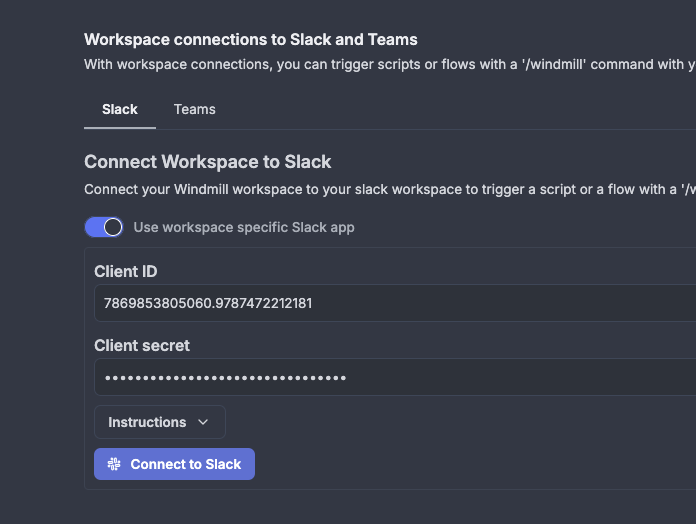 Workspace connections to Slack and Teams
With workspace connections, you can trigger scripts or flows with a '/windmill' command with y
Slack Teams
Connect Workspace to Slack
Connect your Windmill workspace to your slack workspace to trigger a script or a flow with a '/w
Use workspace specific Slack app
Client ID
7869853805060.9787472212181
Client secret
••••••••••••••••••••••••••••••••
Instructions
Connect to Slack